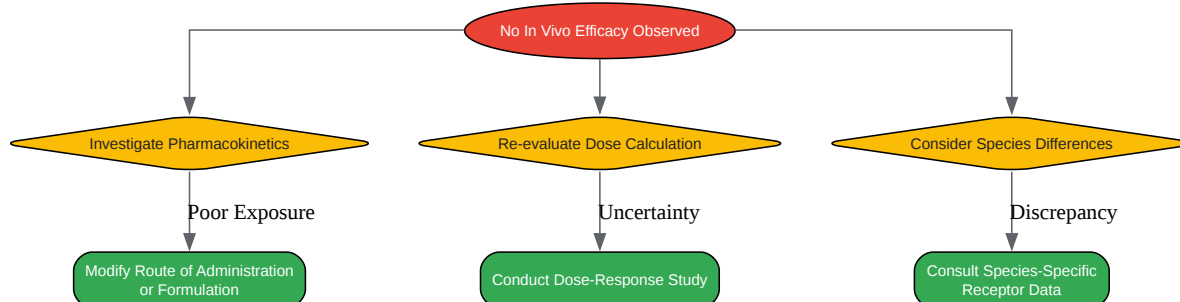 No In Vivo Efficacy Observed
Investigate Pharmacokinetics
Re-evaluate Dose Calculation
Consider Species Differences
Poor Exposure
Uncertainty
Discrepancy
Modify Route of Administration
or Formulation
Conduct Dose-Response Study
Consult Species-Specific
Receptor Data